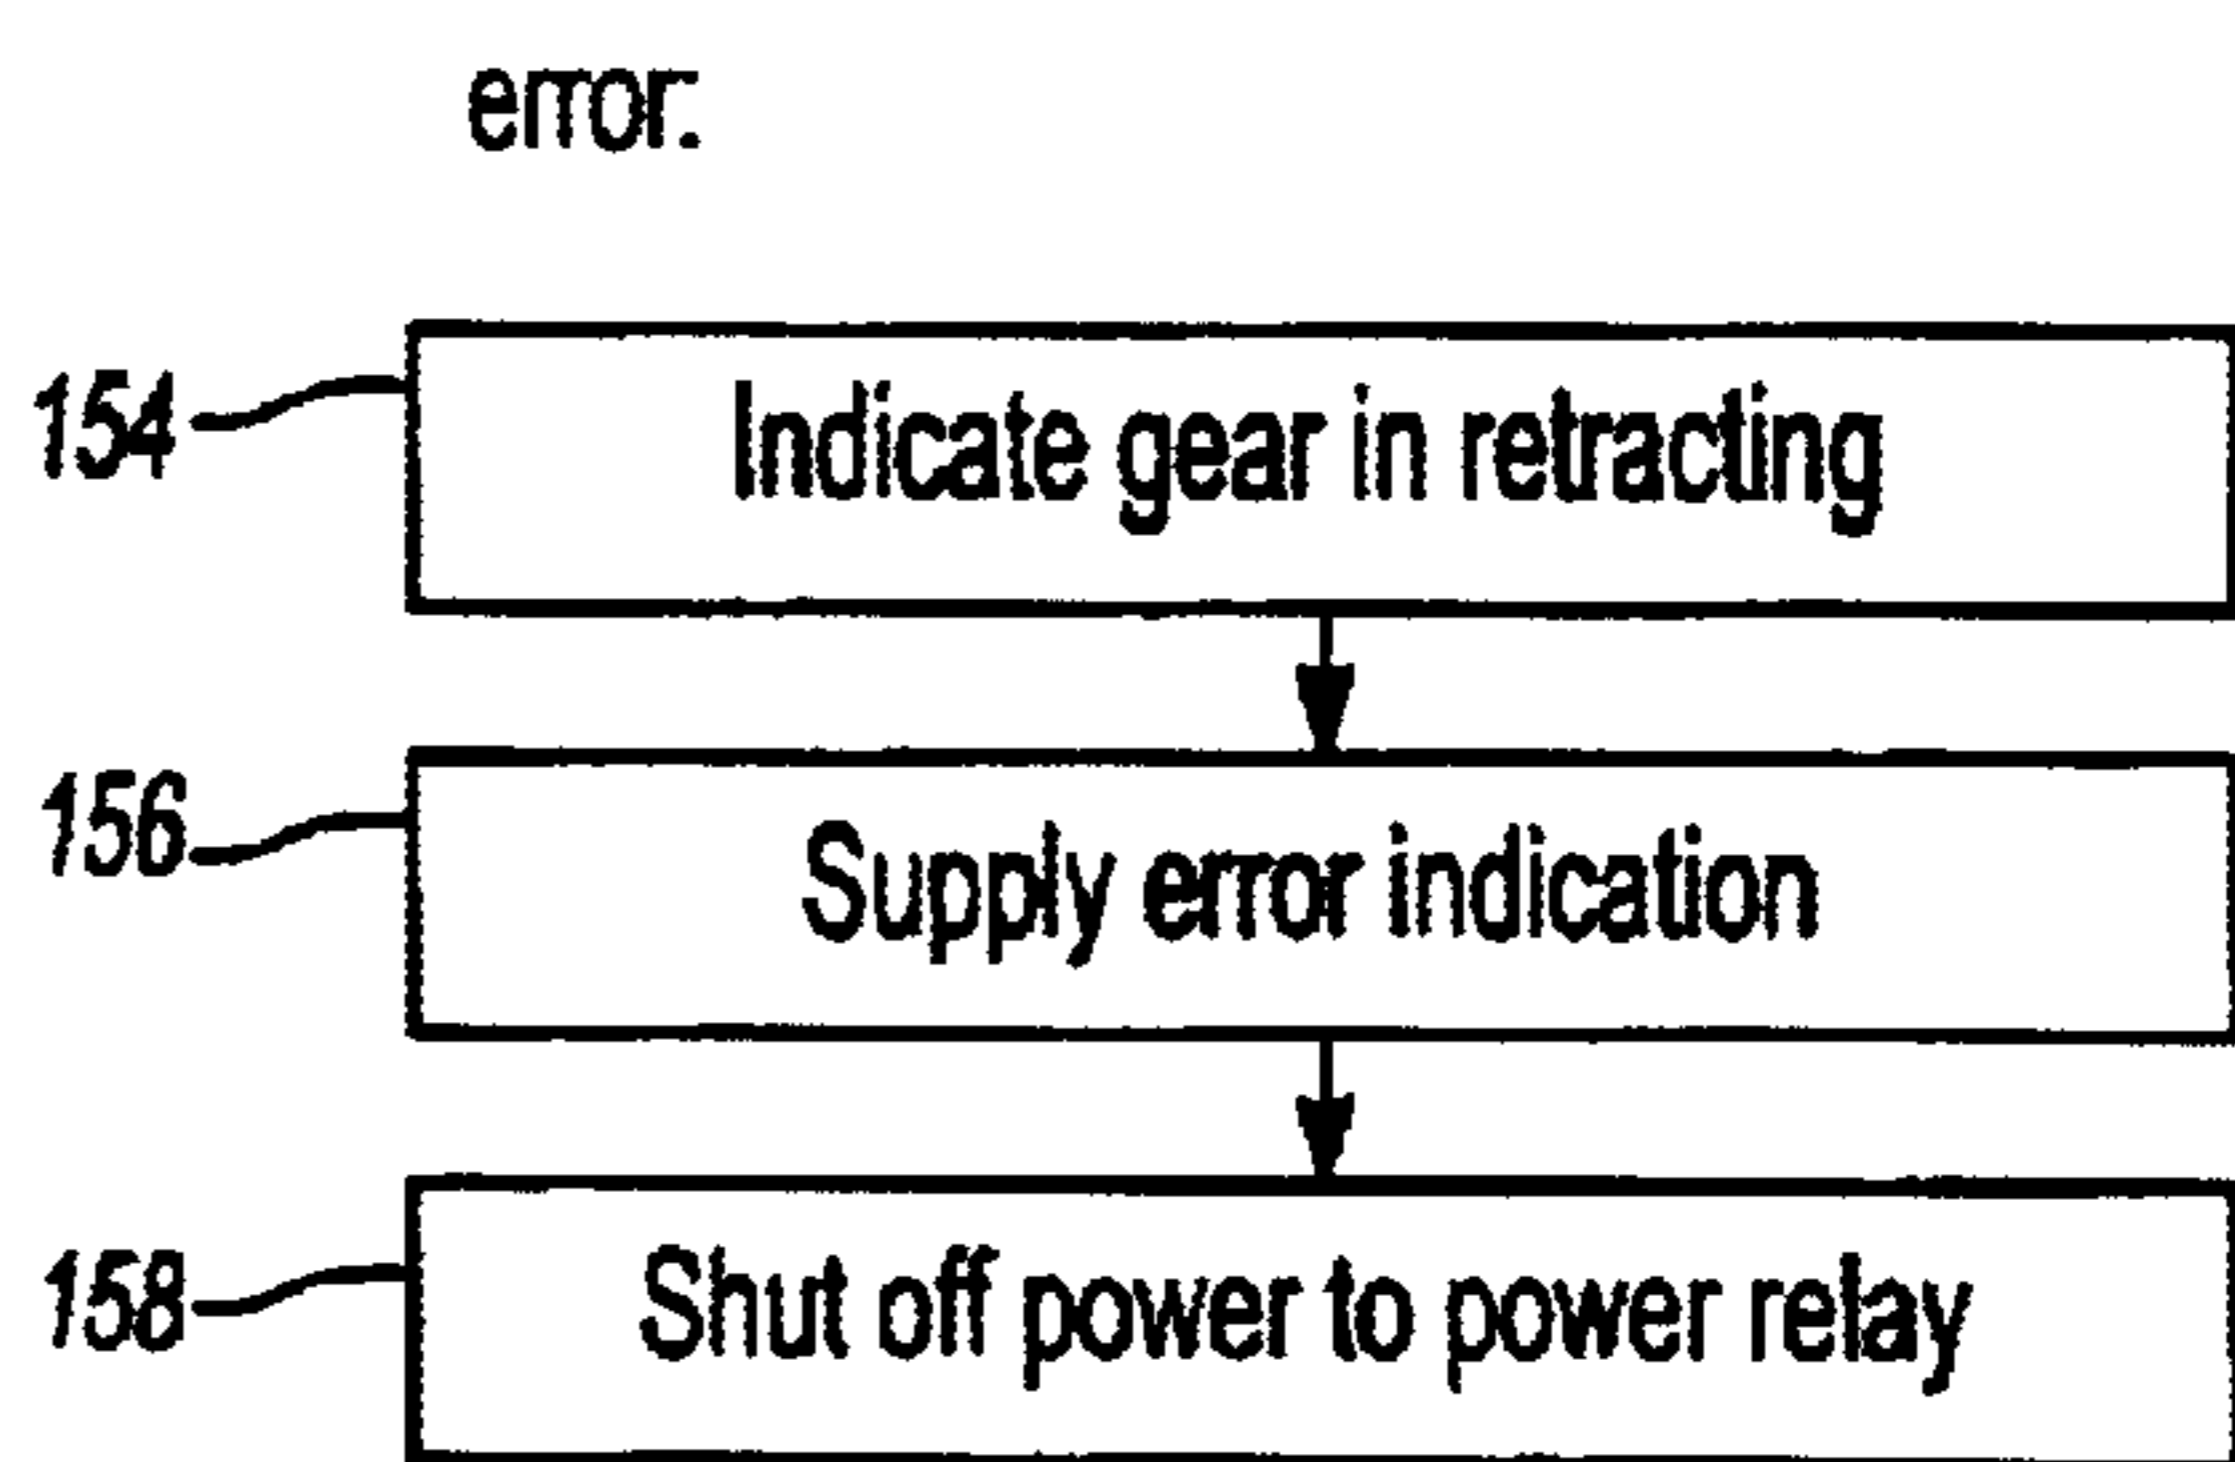 error.
154 Indicate gear in retracting
156 Supply error indication
158 Shut off power to power relay